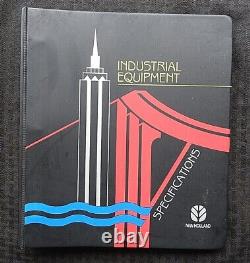 INDUSTRIAL
EQUIPMENT
SPECIFICATIONS
NEW HOLLAND